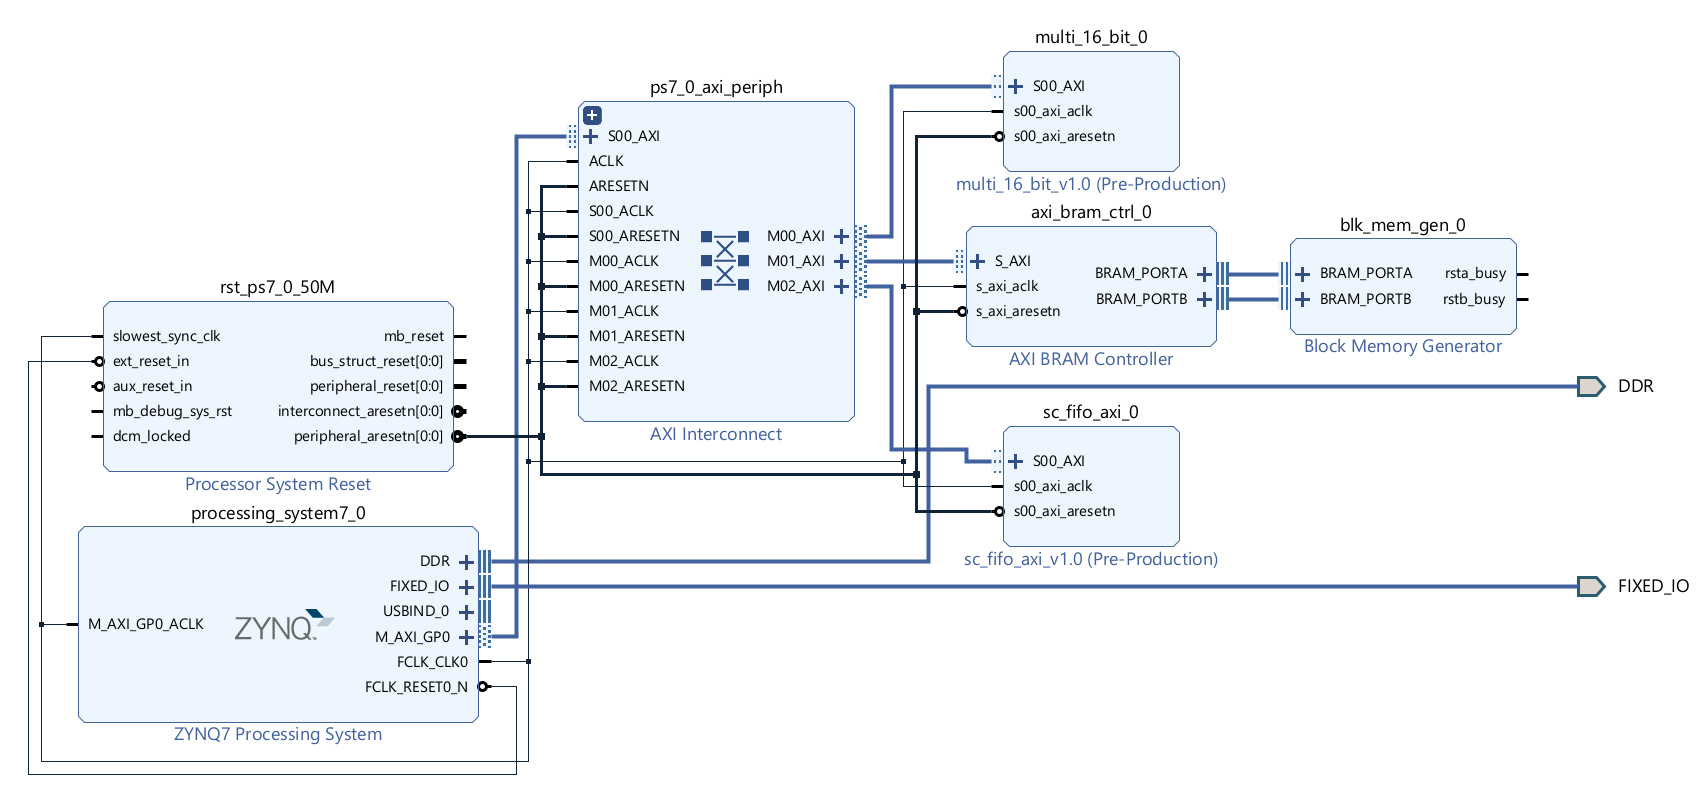 multi_16_bit_0
S00_AXI
s00_axi_aclk
s00_axi_aresetn
multi_16_bit_v1.0 (Pre-Production)
ps7_0_axi_periph
S00_AXI
ACLK
ARESETN
S00_ACLK
S00_ARESETN
M00_ACLK
M00_ARESETN
M01_ACLK
M01_ARESETN
M02_ACLK
M02_ARESETN
M00_AXI
M01_AXI
M02_AXI
AXI Interconnect
axi_bram_ctrl_0
S_AXI
s_axi_aclk
s_axi_aresetn
BRAM_PORTA
BRAM_PORTB
AXI BRAM Controller
blk_mem_gen_0
BRAM_PORTA
BRAM_PORTB
rsta_busy
rstb_busy
Block Memory Generator
rst_ps7_0_50M
slowest_sync_clk
ext_reset_in
aux_reset_in
mb_debug_sys_rst
dcm_locked
mb_reset
bus_struct_reset[0:0]
peripheral_reset[0:0]
interconnect_aresetn[0:0]
peripheral_aresetn[0:0]
Processor System Reset
DDR
sc_fifo_axi_0
S00_AXI
s00_axi_aclk
s00_axi_aresetn
sc_fifo_axi_v1.0 (Pre-Production)
processing_system7_0
M_AXI_GP0_ACLK
ZYNQ
DDR
FIXED_IO
USBIND_0
M_AXI_GP0
FCLK_CLK0
FCLK_RESET0_N
ZYNQ7 Processing System
FIXED_IO